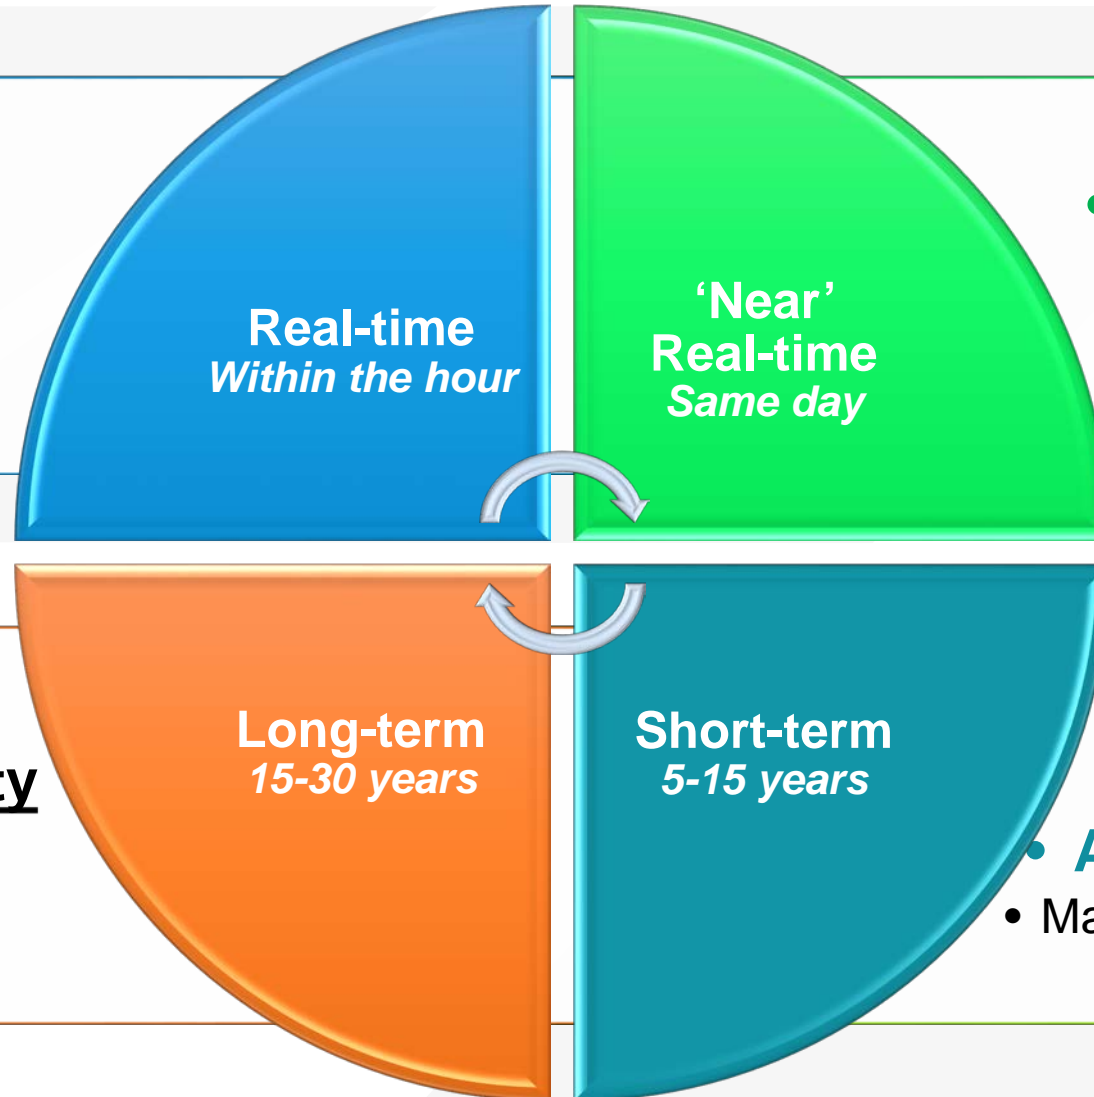 Real-time
Within the hour
‘Near’
Real-time
Same day
Long-term
15-30 years
Short-term
5-15 years